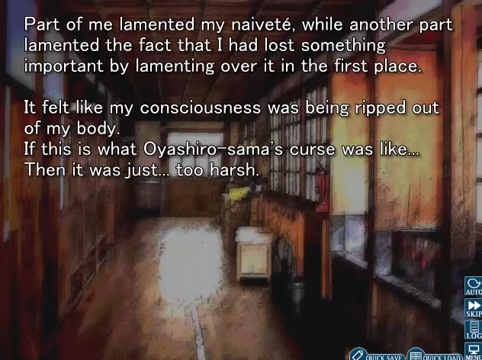 Part of me lamented my naiveté, while another part
lamented the fact that I had lost something
important by lamenting over it in the first place.
It felt like my consciousness was being ripped out
of my body.
If this is what Oyashiro-sama's curse was like...
Then it was just... too harsh.
AUTO
SKIP
LOG
MENU
QUICK SAVE
QUICK LOAD